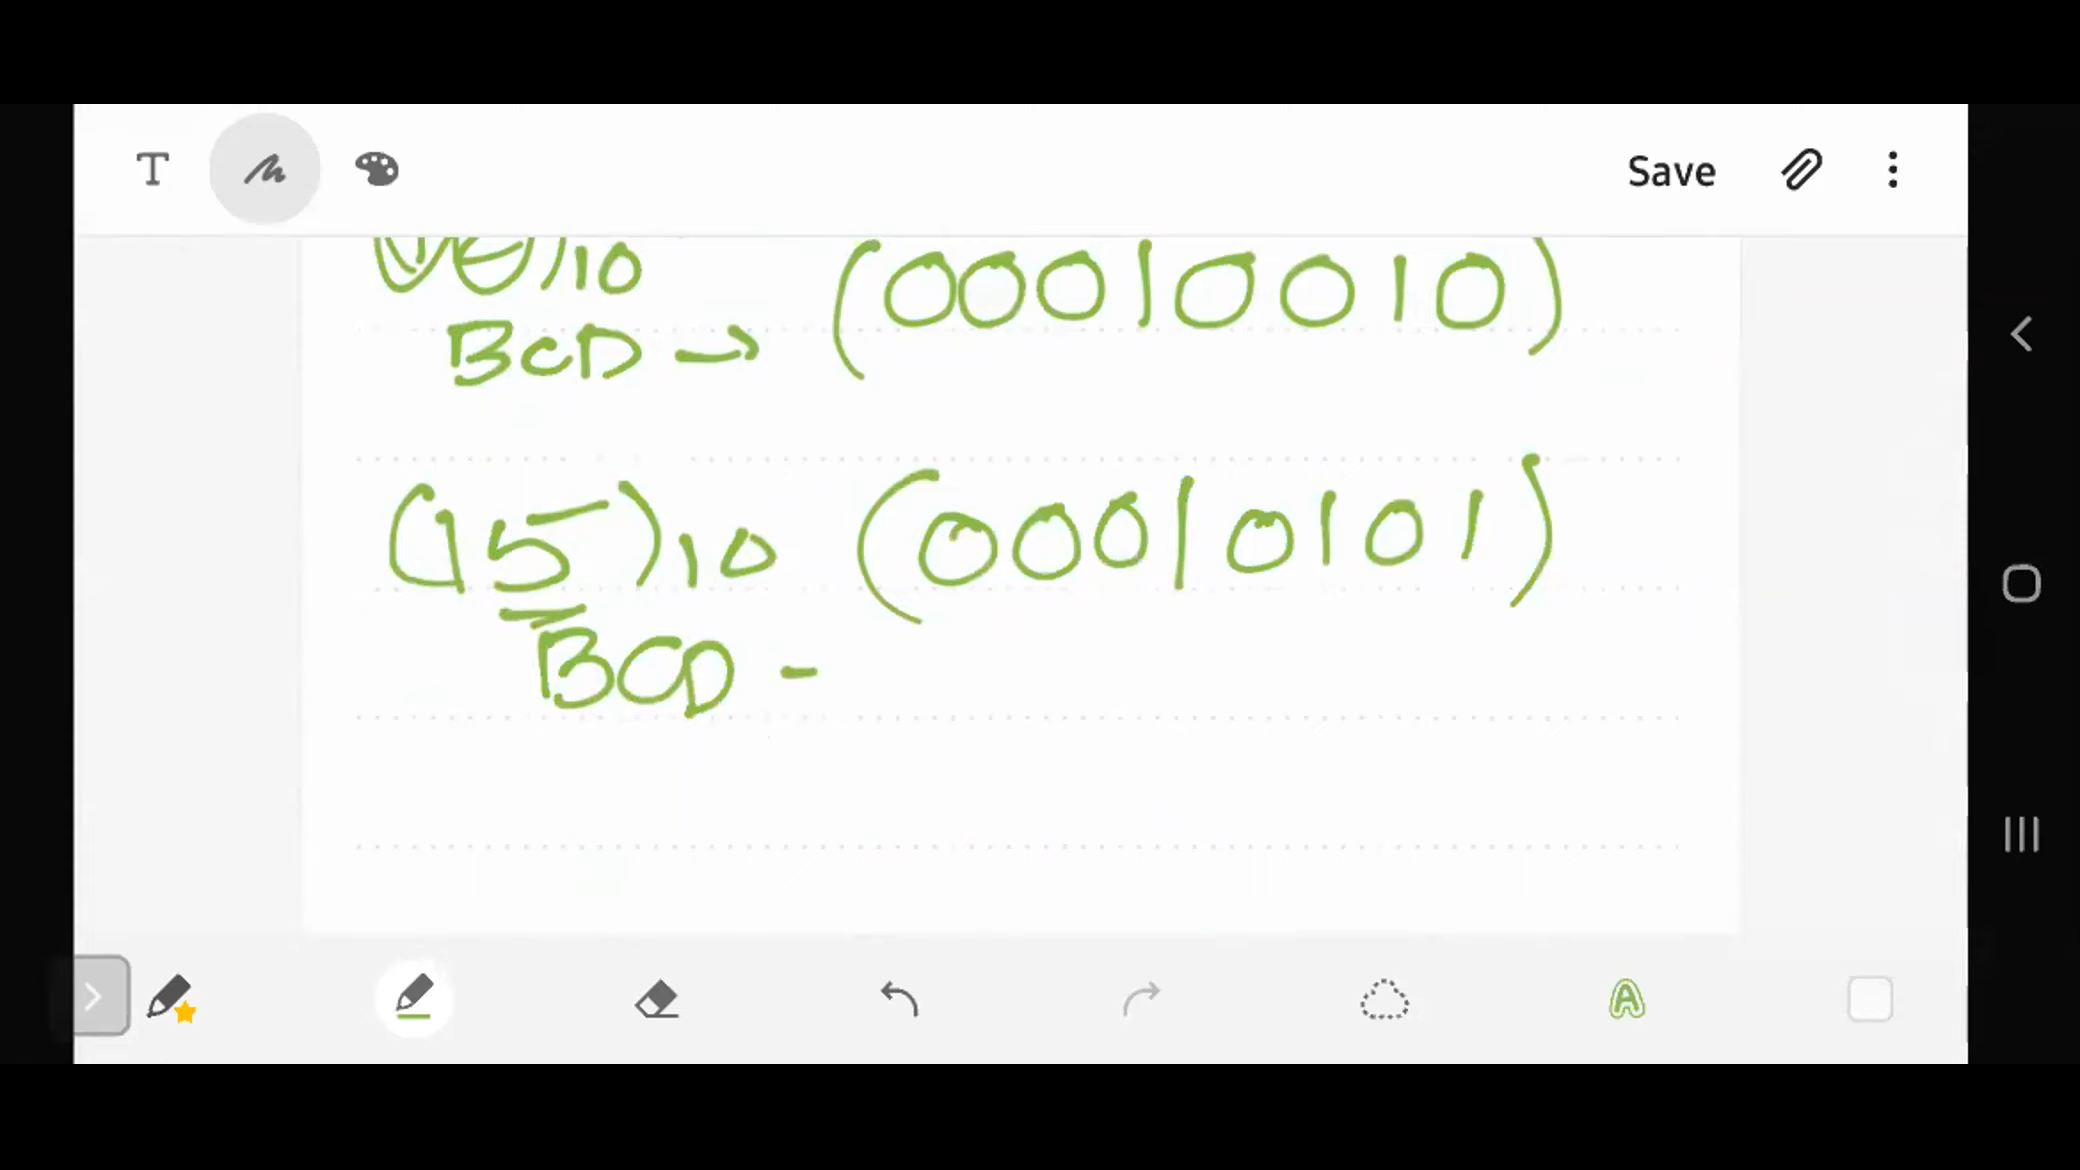 T Save
)10 (00010010)
BCD →
(15)10 (00010101)
BCD -
A